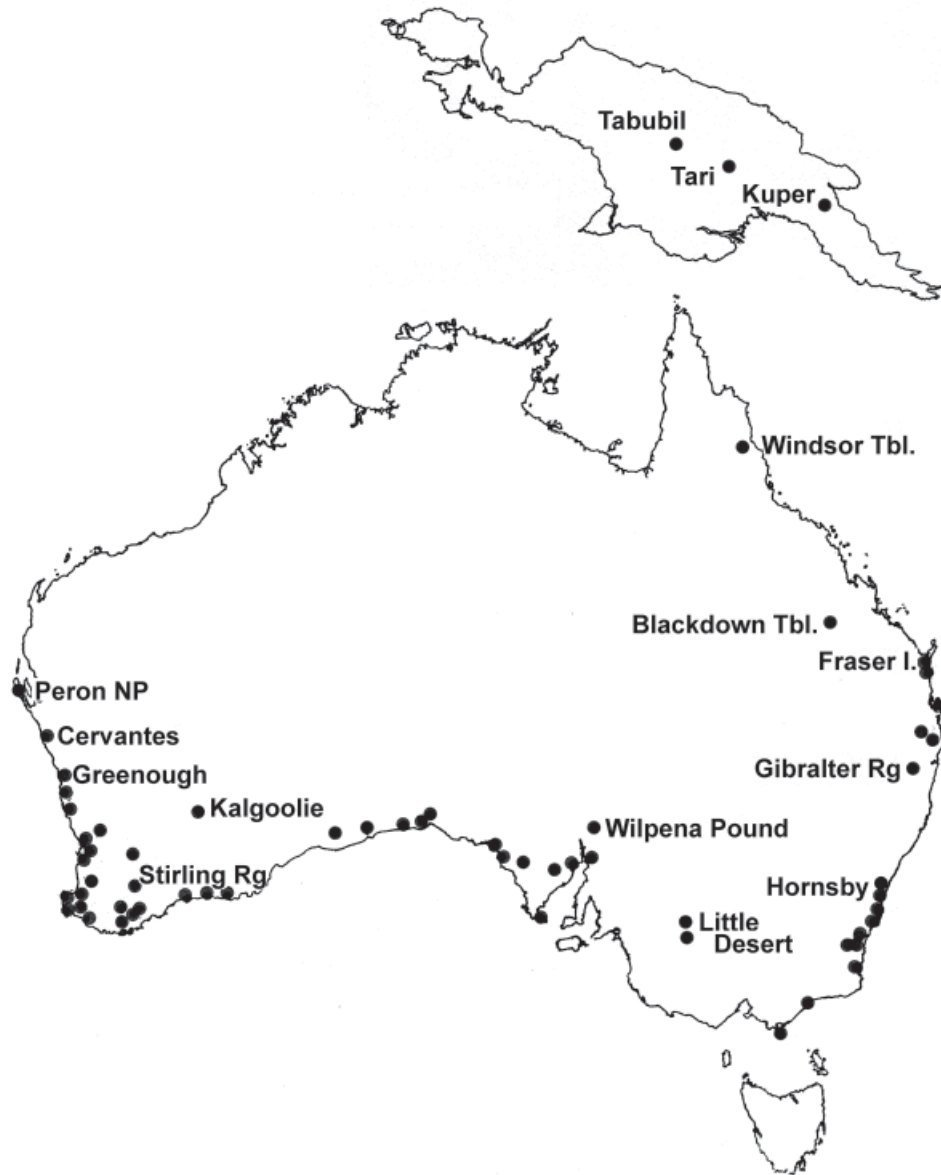 Tabubil
Tari
Kuper
Windsor Tbl.
Blackdown Tbl.
Fraser I.
Peron NP
Cervantes
Greenough
Gibralter Rg
Kalgoolie
Wilpena Pound
Stirling Rg
Hornsby
Little
Desert